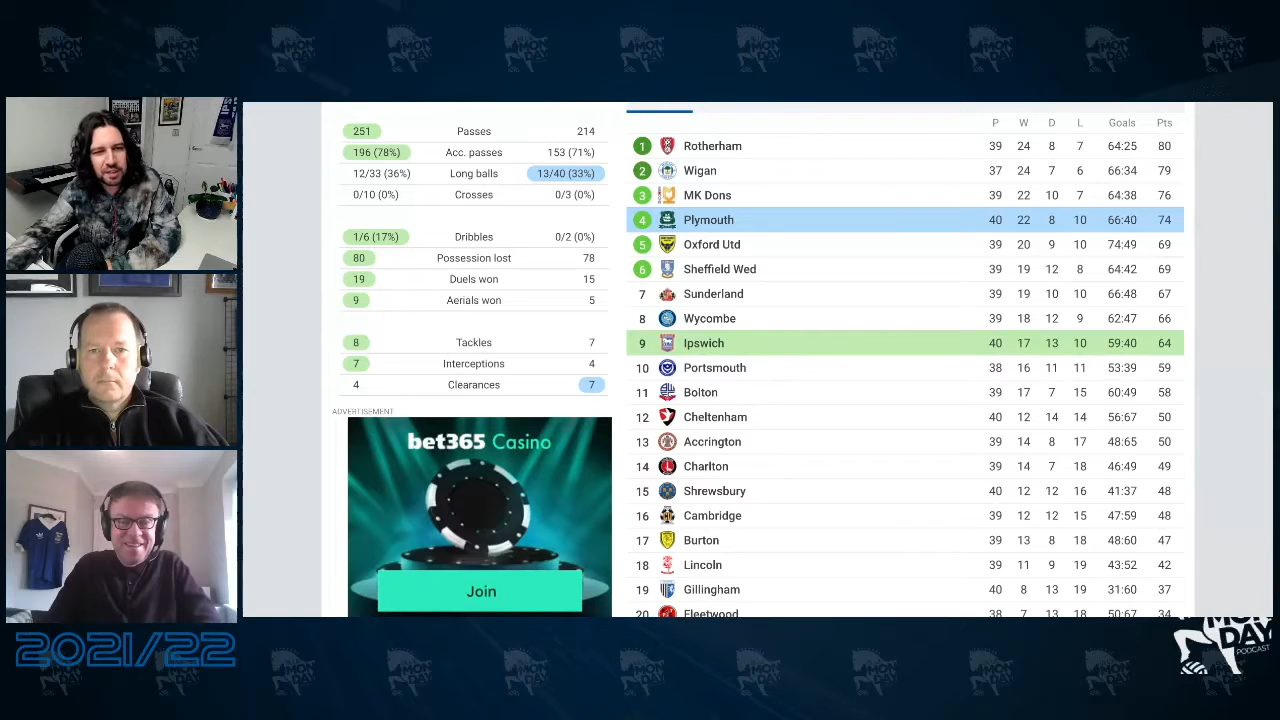 251 Passes 214
196 (78%) Acc. passes 153 (71%)
12/33 (36%) Long balls 13/40 (33%)
0/10 (0%) Crosses 0/3 (0%)
1/6 (17%) Dribbles 0/2 (0%)
80 Possession lost 78
19 Duels won 15
9 Aerials won 5
8 Tackles 7
7 Interceptions 4
4 Clearances 7
ADVERTISEMENT
bet365 Casino
Join
P W D L Goals Pts
1 Rotherham 39 24 8 7 64:25 80
2 Wigan 37 24 7 6 66:34 79
3 MK Dons 39 22 10 7 64:38 76
4 Plymouth 40 22 8 10 66:40 74
5 Oxford Utd 39 20 9 10 74:49 69
6 Sheffield Wed 39 19 12 8 64:42 69
7 Sunderland 39 19 10 10 66:48 67
8 Wycombe 39 18 12 9 62:47 66
9 Ipswich 40 17 13 10 59:40 64
10 Portsmouth 38 16 11 11 53:39 59
11 Bolton 39 17 7 15 60:49 58
12 Cheltenham 40 12 14 14 56:67 50
13 Accrington 39 14 8 17 48:65 50
14 Charlton 39 14 7 18 46:49 49
15 Shrewsbury 40 12 12 16 41:37 48
16 Cambridge 39 12 12 15 47:59 48
17 Burton 39 13 8 18 48:60 47
18 Lincoln 39 11 9 19 43:52 42
19 Gillingham 40 8 13 19 31:60 37
20 Fleetwood 38 7 13 18 50:67 34
2021/22
MON
DAY
PODCAST